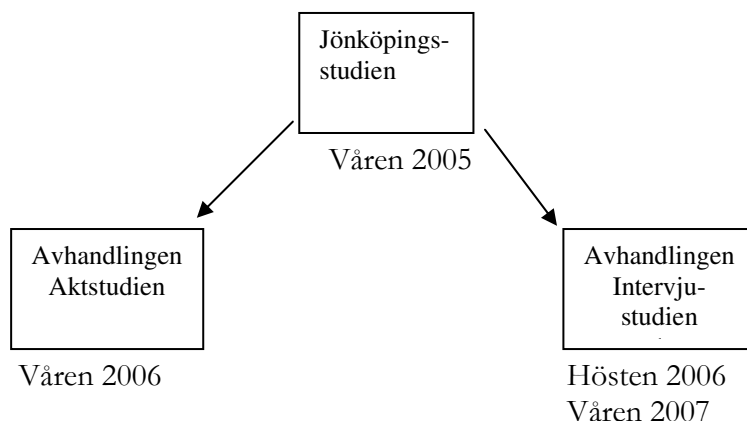 Jönköpings-
studien
Våren 2005
Avhandlingen
Aktstudien
Våren 2006
Avhandlingen
Intervju-
studien
Hösten 2006
Våren 2007